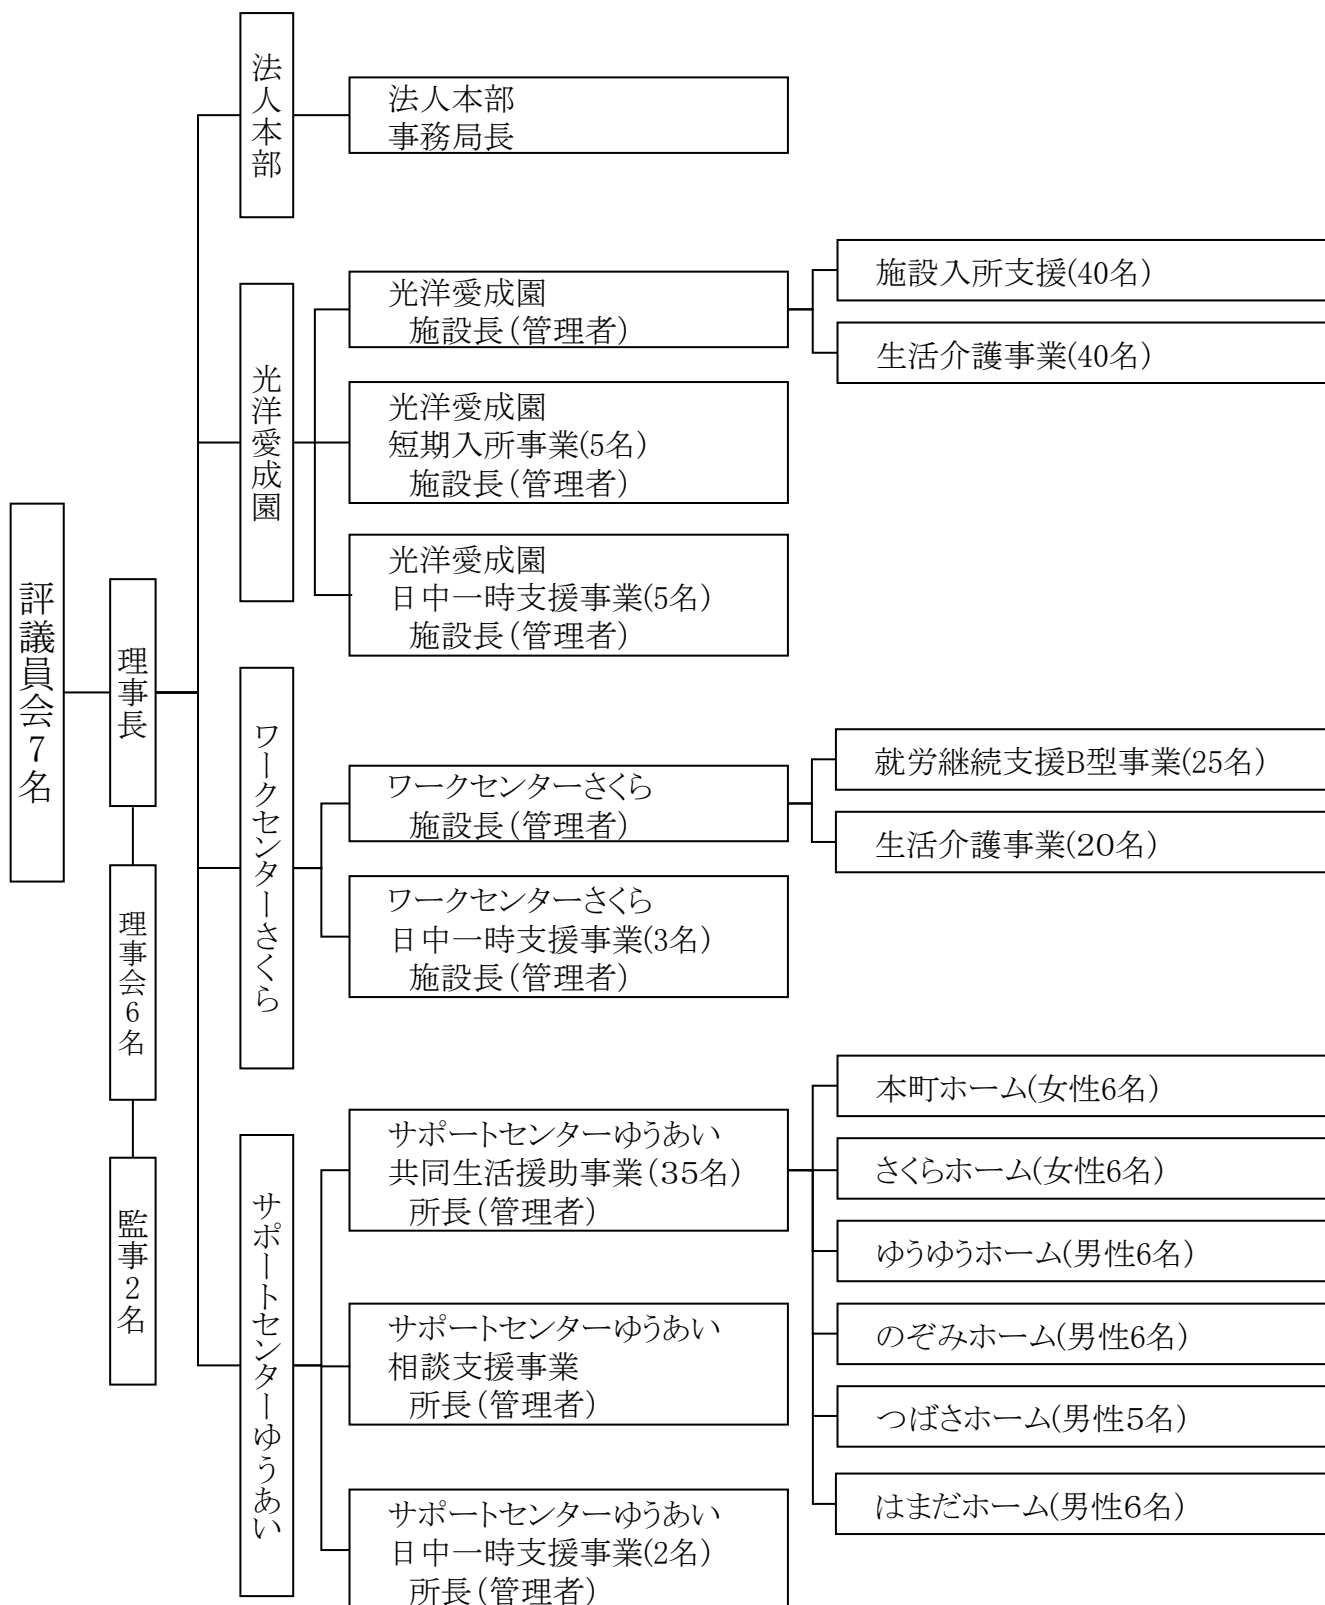 評議員会7名
理事長
理事会6名
監事2名
法人本部
法人本部
事務局長
光洋愛成園
光洋愛成園
施設長(管理者)
施設入所支援(40名)
生活介護事業(40名)
光洋愛成園
短期入所事業(5名)
施設長(管理者)
光洋愛成園
日中一時支援事業(5名)
施設長(管理者)
ワークセンターさくら
ワークセンターさくら
施設長(管理者)
就労継続支援B型事業(25名)
生活介護事業(20名)
ワークセンターさくら
日中一時支援事業(3名)
施設長(管理者)
サポートセンターゆうあい
サポートセンターゆうあい
共同生活援助事業(35名)
所長(管理者)
本町ホーム(女性6名)
さくらホーム(女性6名)
ゆうゆうホーム(男性6名)
のぞみホーム(男性6名)
つばさホーム(男性5名)
はまだホーム(男性6名)
サポートセンターゆうあい
相談支援事業
所長(管理者)
サポートセンターゆうあい
日中一時支援事業(2名)
所長(管理者)